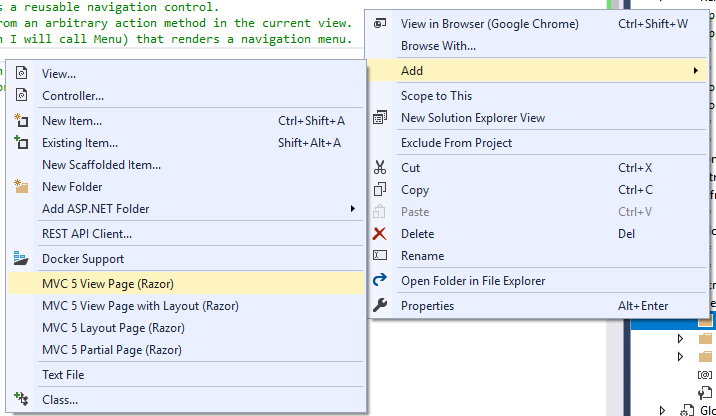 s a reusable navigation control.
om an arbitrary action method in the current view.
I will call Menu) that renders a navigation menu.
View in Browser (Google Chrome) Ctrl+Shift+W
Browse With...
Add
Scope to This
New Solution Explorer View
Exclude From Project
Cut Ctrl+X
Copy Ctrl+C
Paste Ctrl+V
Delete Del
Rename
Open Folder in File Explorer
Properties Alt+Enter
View...
Controller...
New Item... Ctrl+Shift+A
Existing Item... Shift+Alt+A
New Scaffolded Item...
New Folder
Add ASP.NET Folder
REST API Client...
Docker Support
MVC 5 View Page (Razor)
MVC 5 View Page with Layout (Razor)
MVC 5 Layout Page (Razor)
MVC 5 Partial Page (Razor)
Text File
Class...
Glo